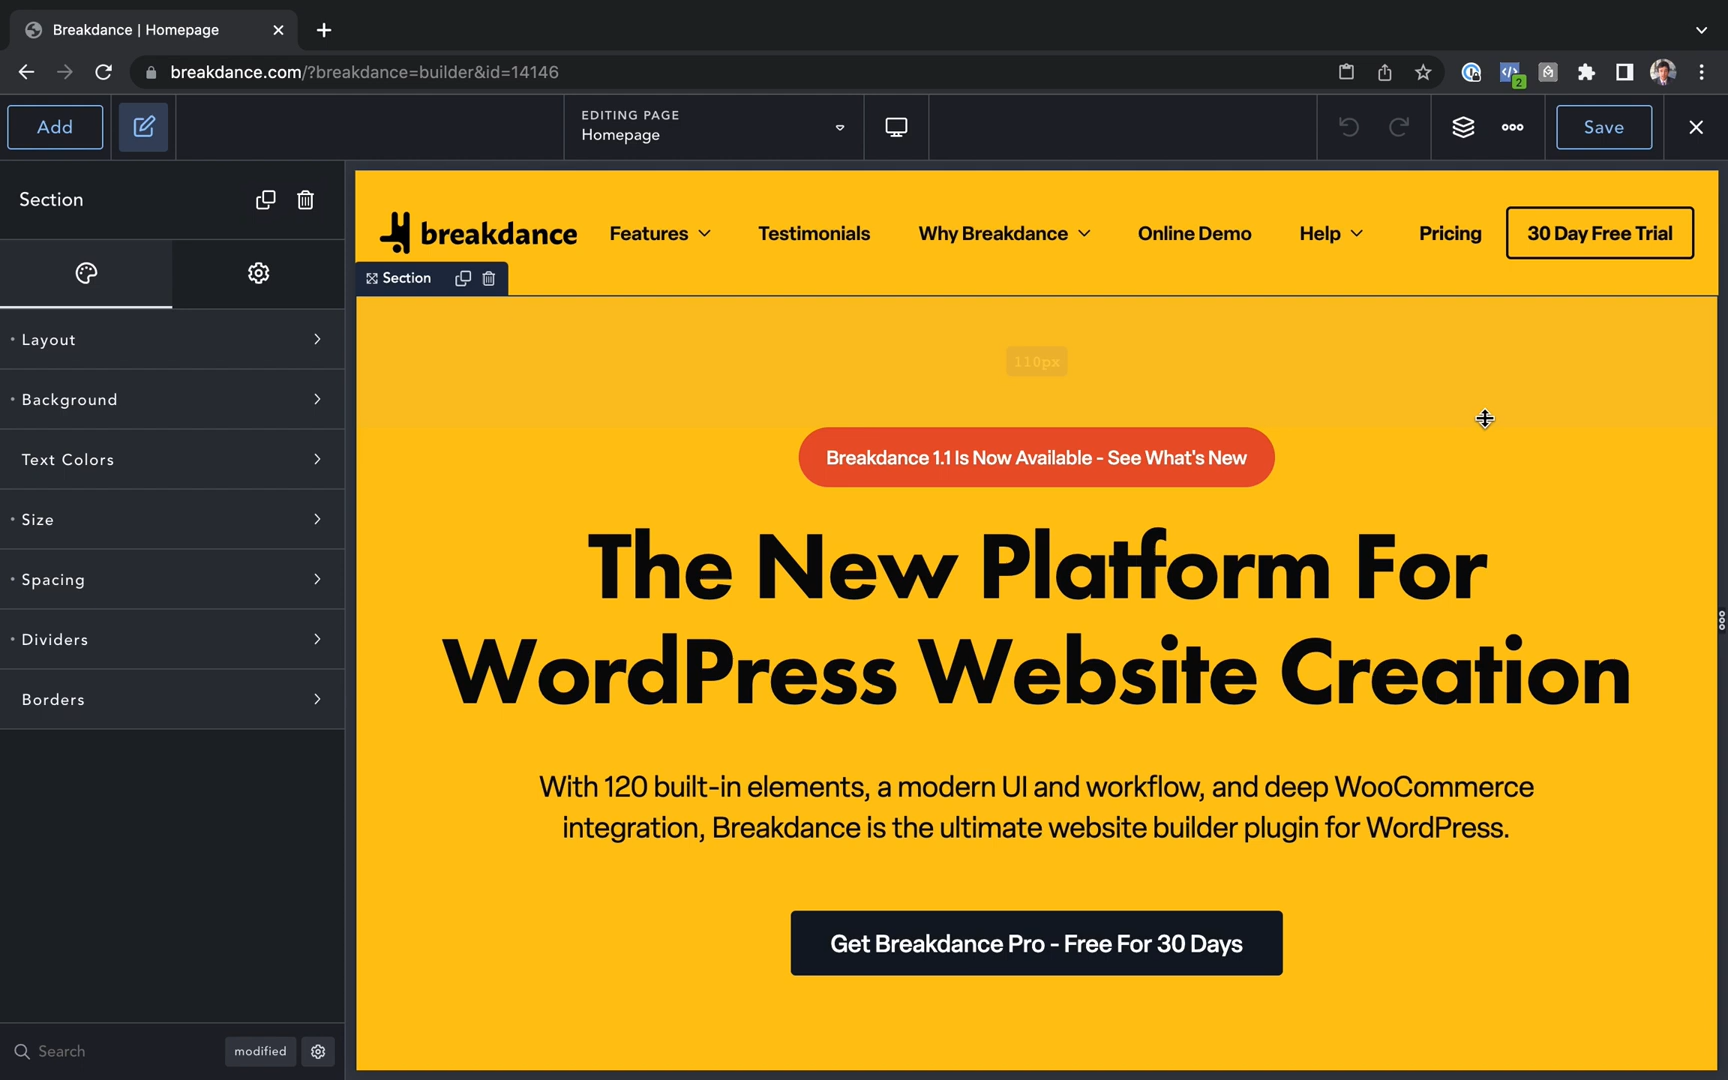 Breakdance | Homepage
breakdance.com/?breakdance=builder&id=14146
2
Add
EDITING PAGE
Homepage
Save
Section
Layout
Background
Text Colors
Size
Spacing
Dividers
Borders
Search
modified
breakdance
Features
Testimonials
Why Breakdance
Online Demo
Help
Pricing
30 Day Free Trial
Section
110px
Breakdance 1.1 Is Now Available - See What's New
The New Platform For
WordPress Website Creation
With 120 built-in elements, a modern UI and workflow, and deep WooCommerce
integration, Breakdance is the ultimate website builder plugin for WordPress.
Get Breakdance Pro - Free For 30 Days